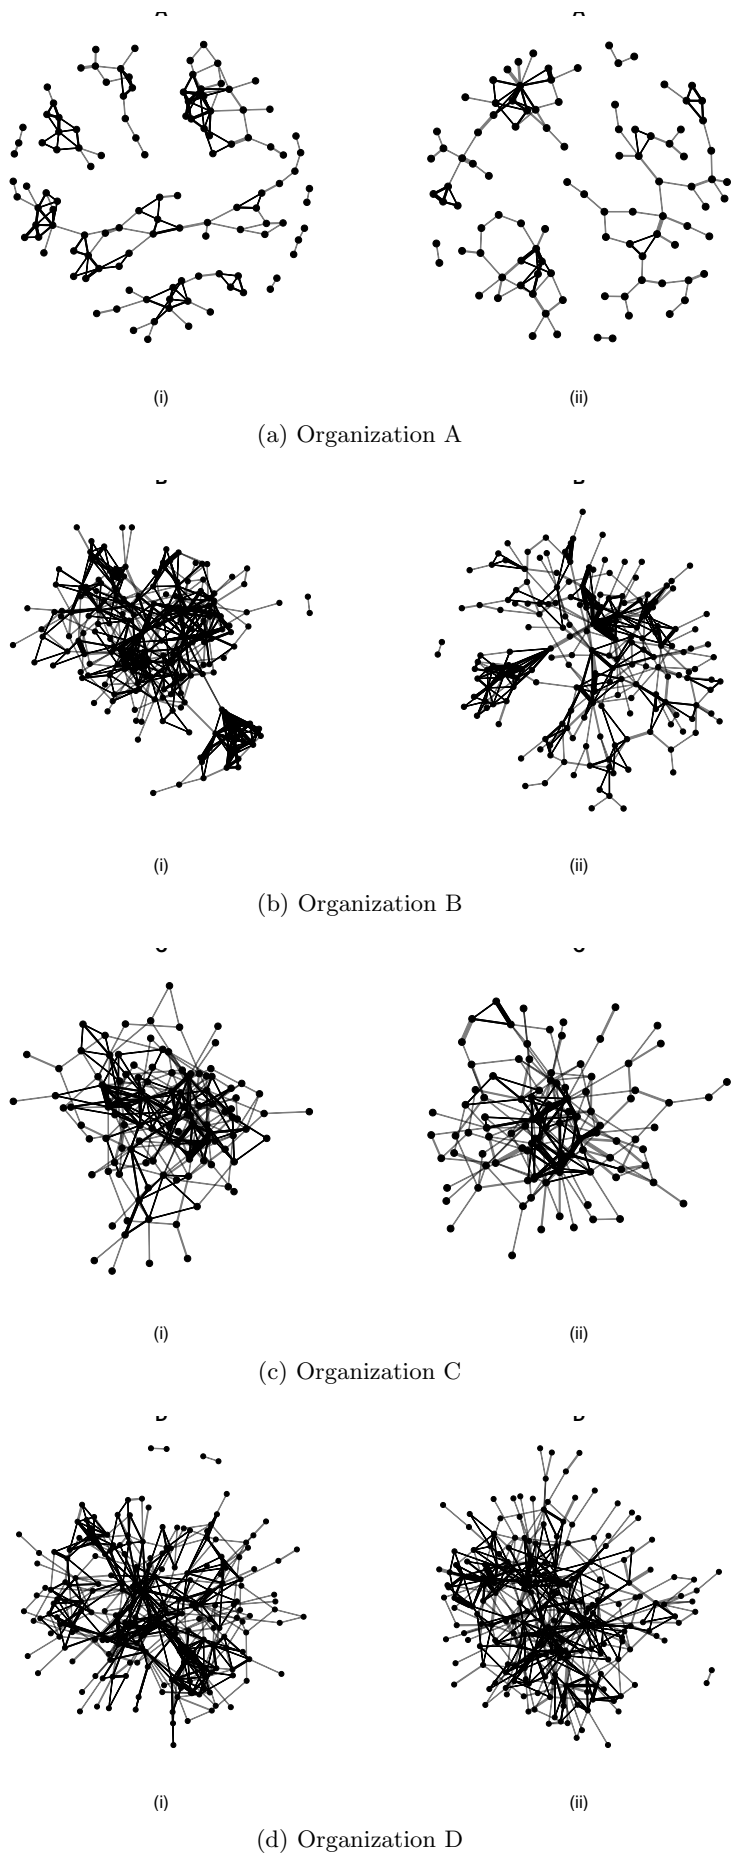 (i) (ii)
(a) Organization A
(i) (ii)
(b) Organization B
(i) (ii)
(c) Organization C
(i) (ii)
(d) Organization D